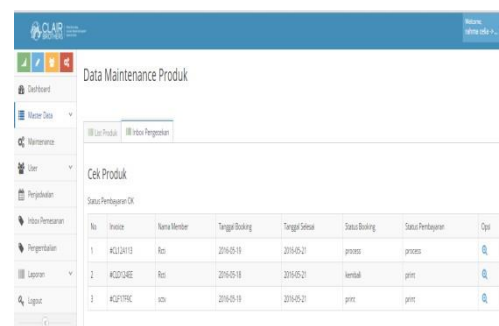 CLAIR
BROTHERS
Welcome,
Data Maintenance Produk
Dashboard
Master Data
Maintenance
User
Penjadwalan
Inbox Pemesanan
Pengembalian
Laporan
Logout
List Produk Inbox Pengecekan
Cek Produk
Status Pembayaran DK
No Invoice Nama Member Tanggal Booking Tanggal Selesai Status Booking Status Pembayaran Opsi
1 2016-05-19 2016-05-21 process process
2 2016-05-18 2016-05-21 kembali print
3 2016-05-19 2016-05-21 print print